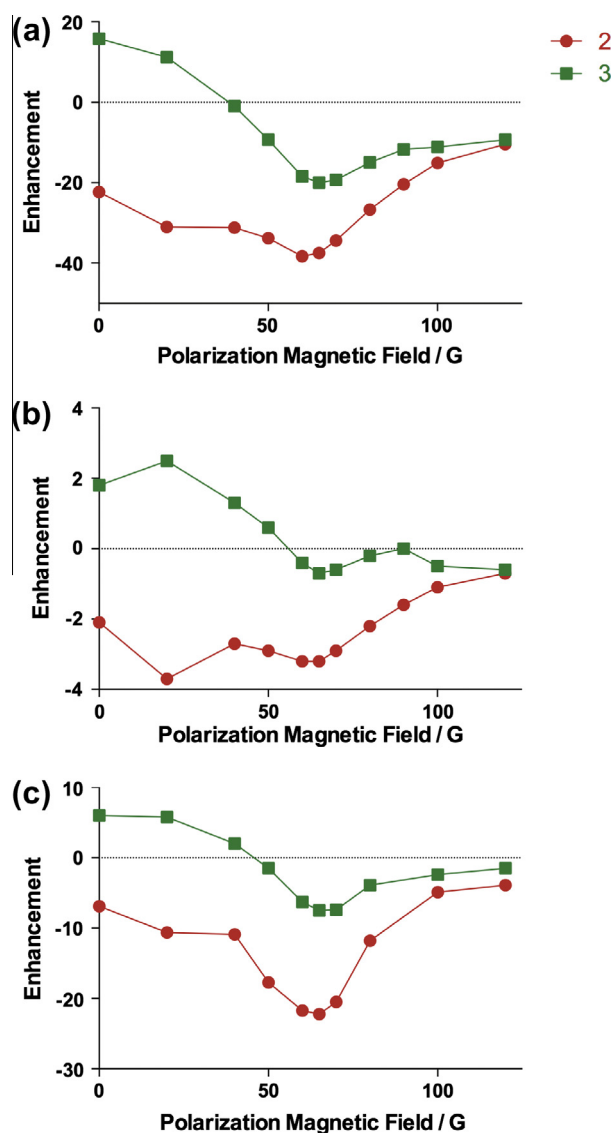 (a)
20
0
-20
-40
Enhancement
0 50 100
Polarization Magnetic Field / G
2
3
(b)
4
2
0
-2
-4
Enhancement
0 50 100
Polarization Magnetic Field / G
(c)
10
0
-10
-20
-30
Enhancement
0 50 100
Polarization Magnetic Field / G